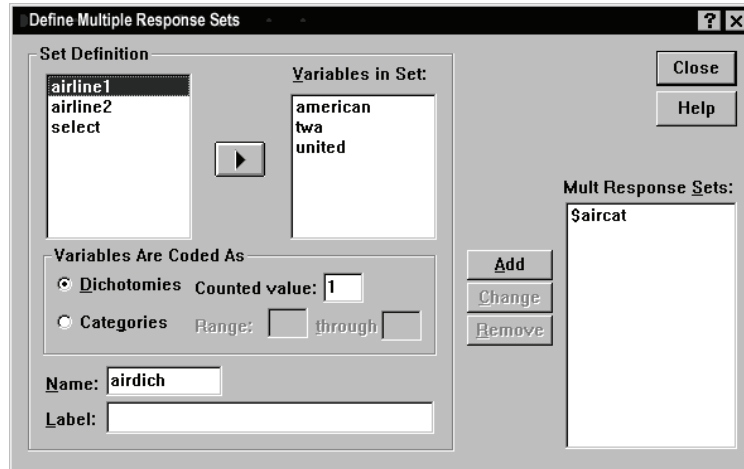 Define Multiple Response Sets
? X
Set Definition
airline1
airline2
select
Variables in Set:
american
twa
united
Close
Help
Mult Response Sets:
$aircat
Variables Are Coded As
Dichotomies Counted value: 1
Categories Range: through
Add
Change
Remove
Name: airdich
Label: